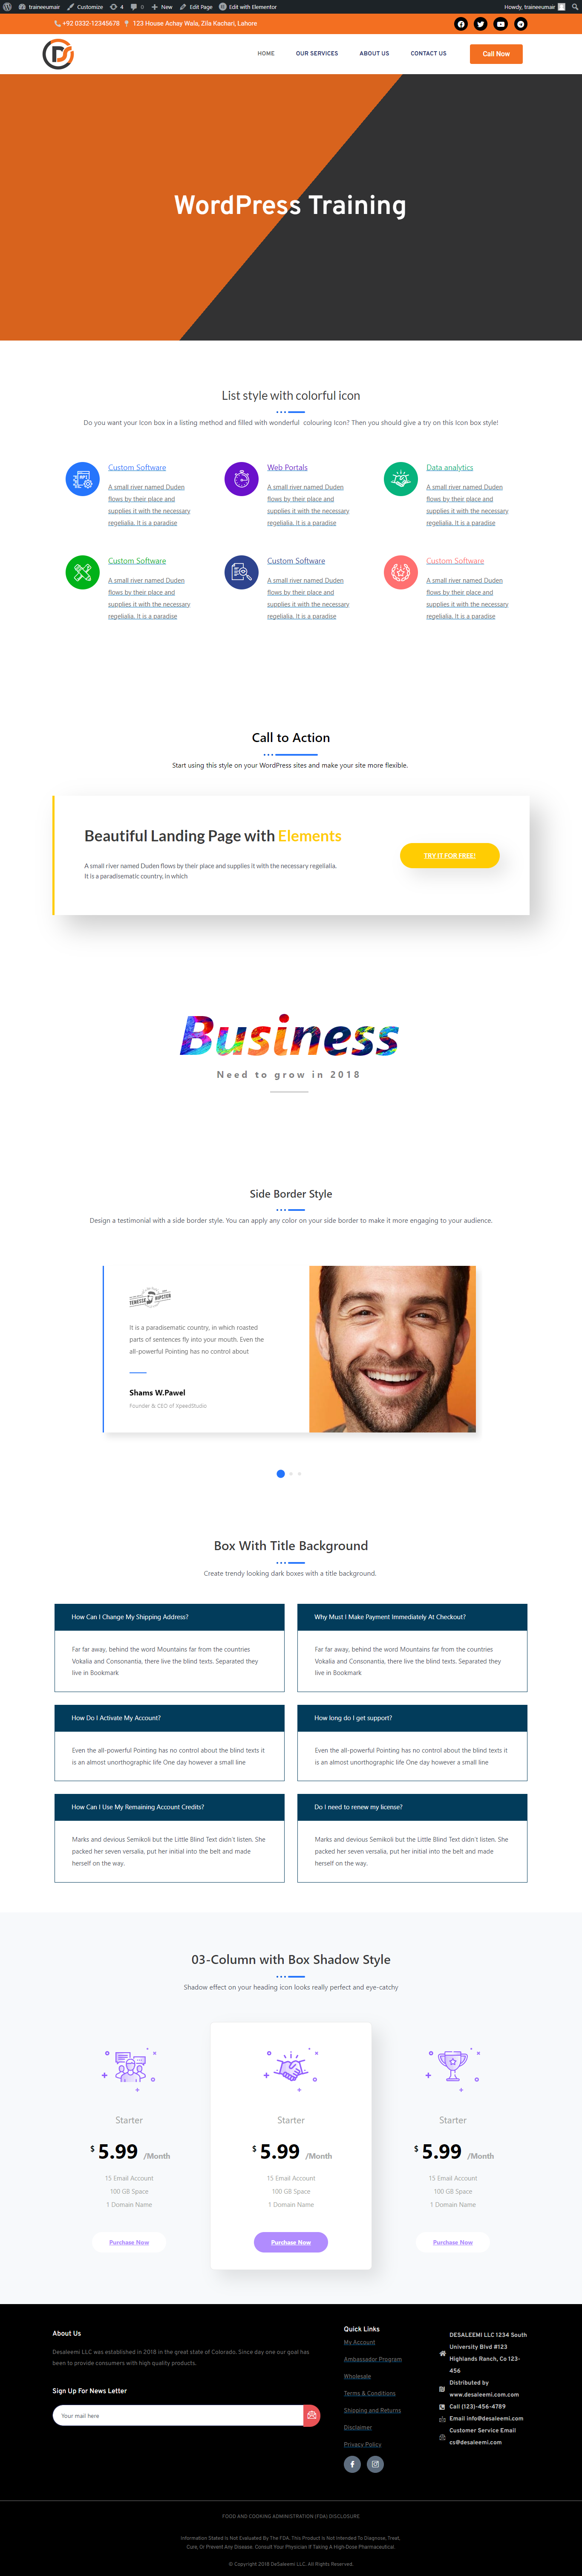 traineeumair Customize 4 0 New Edit Page Edit with Elementor Howdy, traineeumair
+92 0332-12345678 123 House Achay Wala, Zila Kachari, Lahore
HOME OUR SERVICES ABOUT US CONTACT US Call Now
WordPress Training
List style with colorful icon
Do you want your Icon box in a listing method and filled with wonderful colouring Icon? Then you should give a try on this Icon box style!
Custom Software
A small river named Duden
flows by their place and
supplies it with the necessary
regelialia. It is a paradise
Web Portals
A small river named Duden
flows by their place and
supplies it with the necessary
regelialia. It is a paradise
Data analytics
A small river named Duden
flows by their place and
supplies it with the necessary
regelialia. It is a paradise
Custom Software
A small river named Duden
flows by their place and
supplies it with the necessary
regelialia. It is a paradise
Custom Software
A small river named Duden
flows by their place and
supplies it with the necessary
regelialia. It is a paradise
Custom Software
A small river named Duden
flows by their place and
supplies it with the necessary
regelialia. It is a paradise
Call to Action
Start using this style on your WordPress sites and make your site more flexible.
Beautiful Landing Page with Elements
A small river named Duden flows by their place and supplies it with the necessary regelialia.
It is a paradisematic country, in which
TRY IT FOR FREE!
Business
Need to grow in 2018
Side Border Style
Design a testimonial with a side border style. You can apply any color on your side border to make it more engaging to your audience.
TENESSE HIPSTER
It is a paradisematic country, in which roasted
parts of sentences fly into your mouth. Even the
all-powerful Pointing has no control about
Shams W.Pawel
Founder & CEO of XpeedStudio
Box With Title Background
Create trendy looking dark boxes with a title background.
How Can I Change My Shipping Address?
Far far away, behind the word Mountains far from the countries
Vokalia and Consonantia, there live the blind texts. Separated they
live in Bookmark
Why Must I Make Payment Immediately At Checkout?
Far far away, behind the word Mountains far from the countries
Vokalia and Consonantia, there live the blind texts. Separated they
live in Bookmark
How Do I Activate My Account?
Even the all-powerful Pointing has no control about the blind texts it
is an almost unorthographic life One day however a small line
How long do I get support?
Even the all-powerful Pointing has no control about the blind texts it
is an almost unorthographic life One day however a small line
How Can I Use My Remaining Account Credits?
Marks and devious Semikoli but the Little Blind Text didn't listen. She
packed her seven versalia, put her initial into the belt and made
herself on the way.
Do I need to renew my license?
Marks and devious Semikoli but the Little Blind Text didn't listen. She
packed her seven versalia, put her initial into the belt and made
herself on the way.
03-Column with Box Shadow Style
Shadow effect on your heading icon looks really perfect and eye-catchy
Starter
$ 5.99 /Month
15 Email Account
100 GB Space
1 Domain Name
Purchase Now
Starter
$ 5.99 /Month
15 Email Account
100 GB Space
1 Domain Name
Purchase Now
Starter
$ 5.99 /Month
15 Email Account
100 GB Space
1 Domain Name
Purchase Now
About Us
Desaleemi LLC was established in 2018 in the great state of Colorado. Since day one our goal has
been to provide consumers with high quality products.
Sign Up For News Letter
Your mail here
Quick Links
My Account
Ambassador Program
Wholesale
Terms & Conditions
Shipping and Returns
Disclaimer
Privacy Policy
DESALEEMI LLC 1234 South
University Blvd #123
Highlands Ranch, Co 123-
456
Distributed by
www.desaleemi.com.com
Call (123)-456-4789
Email info@desaleemi.com
Customer Service Email
cs@desaleemi.com
FOOD AND COOKING ADMINISTRATION (FDA) DISCLOSURE
Information Stated Is Not Evaluated By The FDA. This Product Is Not Intended To Diagnose, Treat,
Cure, Or Prevent Any Disease. Consult Your Physician If Taking A High-Dose Pharmaceutical
© Copyright 2018 DeSaleemi LLC. All Rights Reserved.